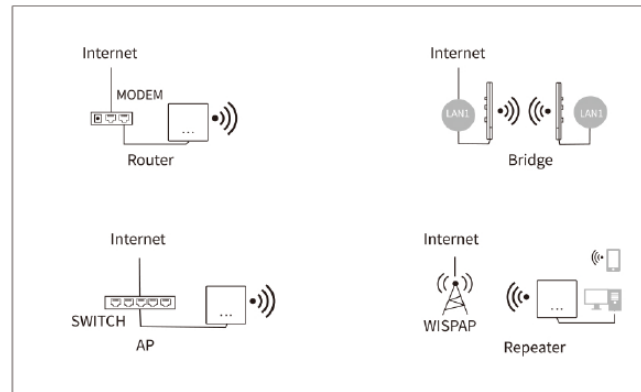 Internet
MODEM
Router
Internet
LAN1
LAN1
Bridge
Internet
SWITCH
AP
Internet
WISPAP
Repeater